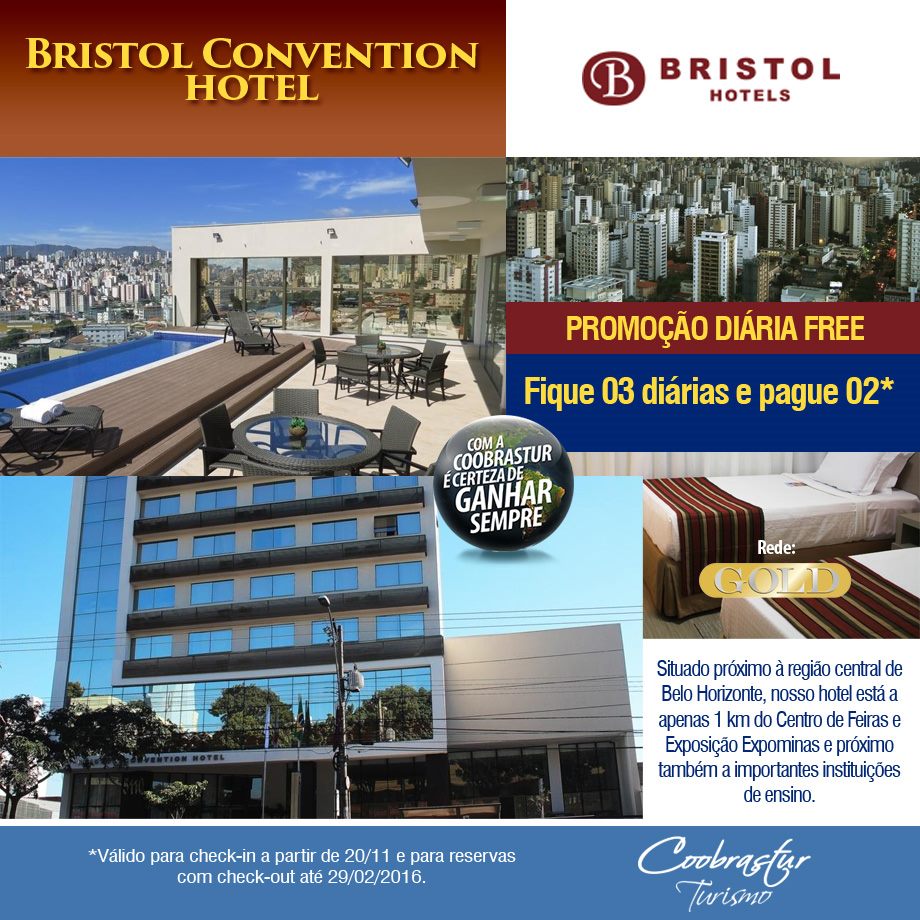 BRISTOL CONVENTION
HOTEL
B BRISTOL
HOTELS
PROMOÇÃO DIÁRIA FREE
Fique 03 diárias e pague 02*
COM A
COOBRASTUR
É CERTEZA DE
GANHAR
SEMPRE
Rede:
GOLD
CONVENTION HOTEL
Situado próximo à região central de
Belo Horizonte, nosso hotel está a
apenas 1 km do Centro de Feiras e
Exposição Expominas e próximo
também a importantes instituições
de ensino.
*Válido para check-in a partir de 20/11 e para reservas
com check-out até 29/02/2016.
Coobrastur
Turismo